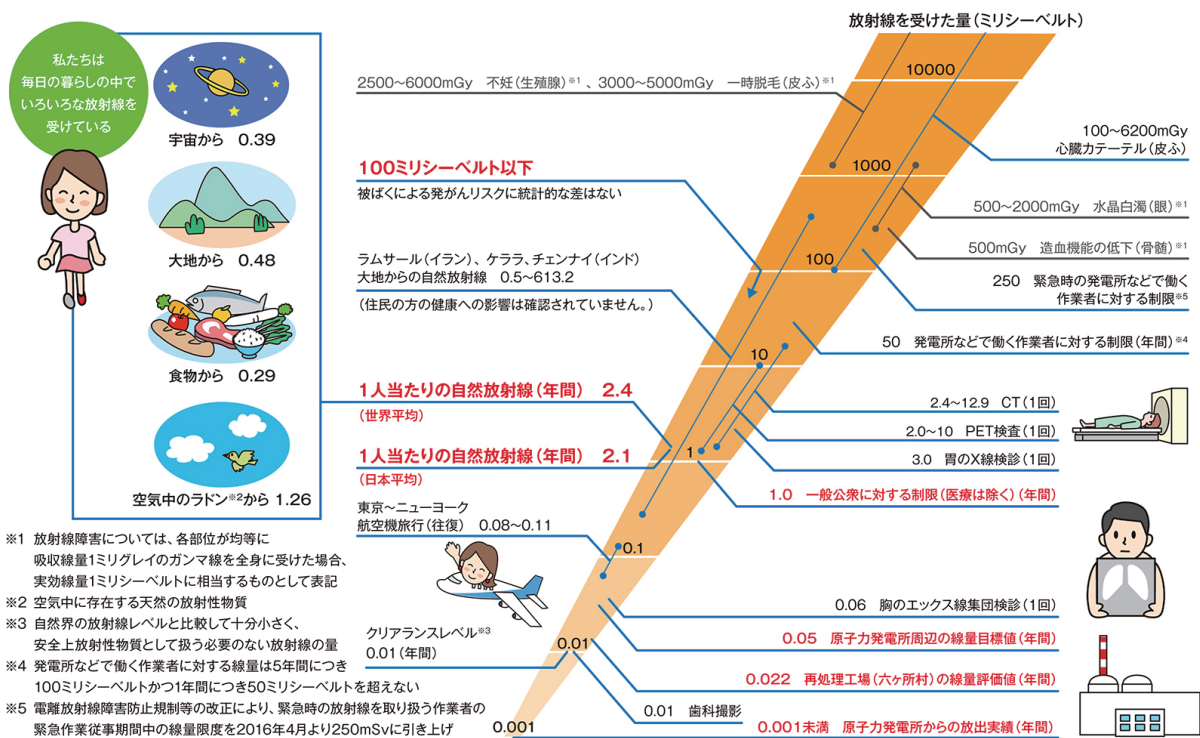 私たちは
毎日の暮らしの中で
いろいろな放射線を
受けている
宇宙から 0.39
大地から 0.48
食物から 0.29
空気中のラドン※2から 1.26
放射線を受けた量(ミリシーベルト)
10000
1000
100
10
1
0.1
0.01
0.001
2500~6000mGy 不妊(生殖腺)※1 、3000~5000mGy 一時脱毛(皮ふ)※1
100ミリシーベルト以下
被ばくによる発がんリスクに統計的な差はない
ラムサール(イラン)、ケララ、チェンナイ(インド)
大地からの自然放射線 0.5~613.2
(住民の方の健康への影響は確認されていません。)
1人当たりの自然放射線(年間) 2.4
(世界平均)
1人当たりの自然放射線(年間) 2.1
(日本平均)
東京~ニューヨーク
航空機旅行(往復) 0.08~0.11
クリアランスレベル※3
0.01(年間)
100~6200mGy
心臓カテーテル(皮ふ)
500~2000mGy 水晶白濁(眼)※1
500mGy 造血機能の低下(骨髄)※1
250 緊急時の発電所などで働く
作業者に対する制限※5
50 発電所などで働く作業者に対する制限(年間)※4
2.4~12.9 CT(1回)
2.0~10 PET検査(1回)
3.0 胃のX線検診(1回)
1.0 一般公衆に対する制限(医療は除く)(年間)
0.06 胸のエックス線集団検診(1回)
0.05 原子力発電所周辺の線量目標値(年間)
0.022 再処理工場(六ヶ所村)の線量評価値(年間)
0.01 歯科撮影
0.001未満 原子力発電所からの放出実績(年間)
※1 放射線障害については、各部位が均等に
吸収線量1ミリグレイのガンマ線を全身に受けた場合、
実効線量1ミリシーベルトに相当するものとして表記
※2 空気中に存在する天然の放射性物質
※3 自然界の放射線レベルと比較して十分小さく、
安全上放射性物質として扱う必要のない放射線の量
※4 発電所などで働く作業者に対する線量は5年間につき
100ミリシーベルトかつ1年間につき50ミリシーベルトを超えない
※5 電離放射線障害防止規制等の改正により、緊急時の放射線を取り扱う作業者の
緊急作業従事期間中の線量限度を2016年4月より250mSvに引き上げ